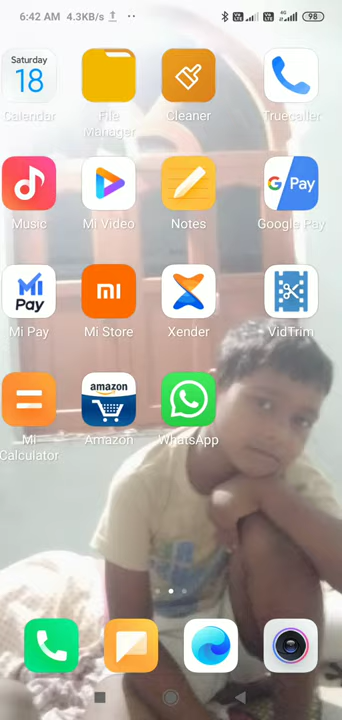 6:42 AM 4.3KB/s
4G
98
Saturday
18
Calendar
File Manager
Cleaner
Truecaller
Music
Mi Video
Notes
G Pay
Google Pay
Mi Pay
Mi Pay
mi
Mi Store
Xender
VidTrim
Mi Calculator
amazon
Amazon
WhatsApp